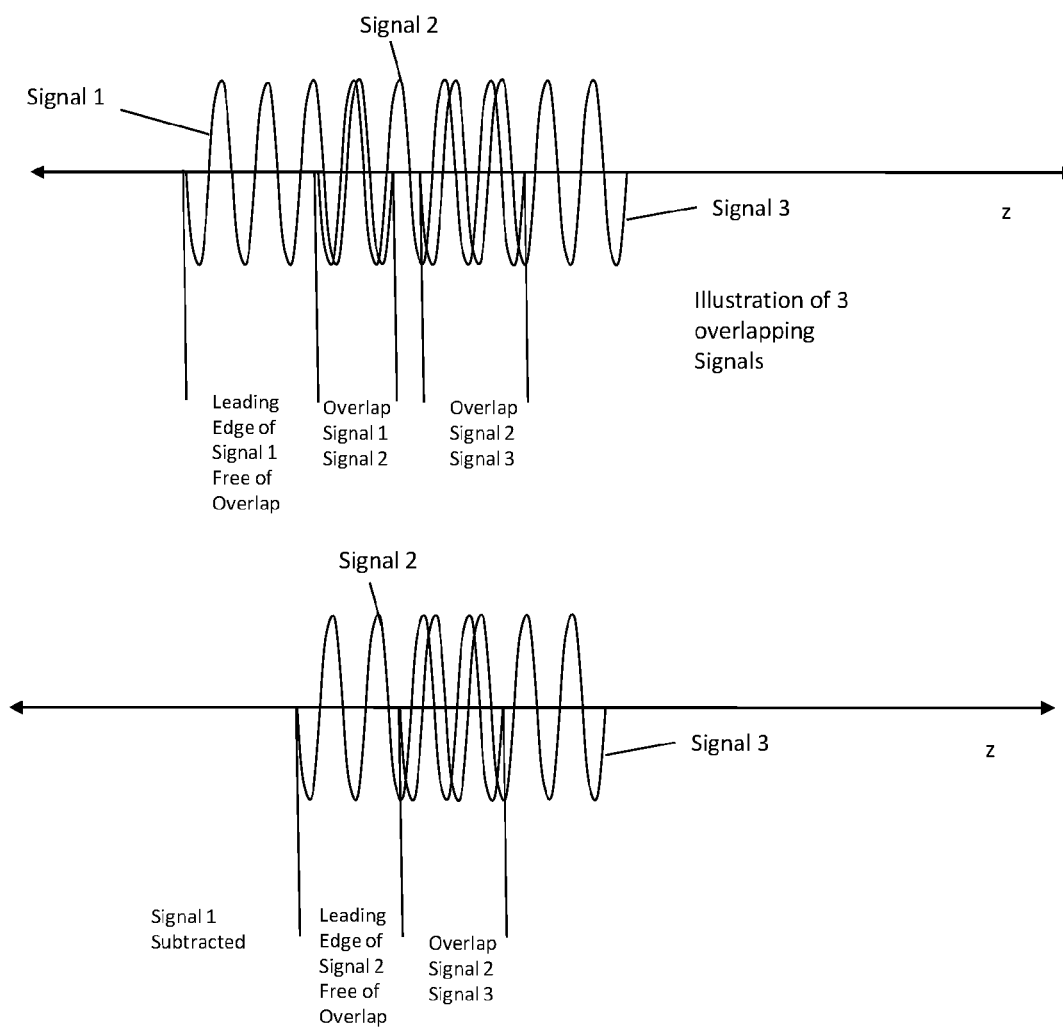 Signal 2
Signal 1
Signal 3
z
Illustration of 3
overlapping
Signals
Leading
Edge of
Signal 1
Free of
Overlap
Overlap
Signal 1
Signal 2
Overlap
Signal 2
Signal 3
Signal 2
Signal 3
z
Signal 1
Subtracted
Leading
Edge of
Signal 2
Free of
Overlap
Overlap
Signal 2
Signal 3